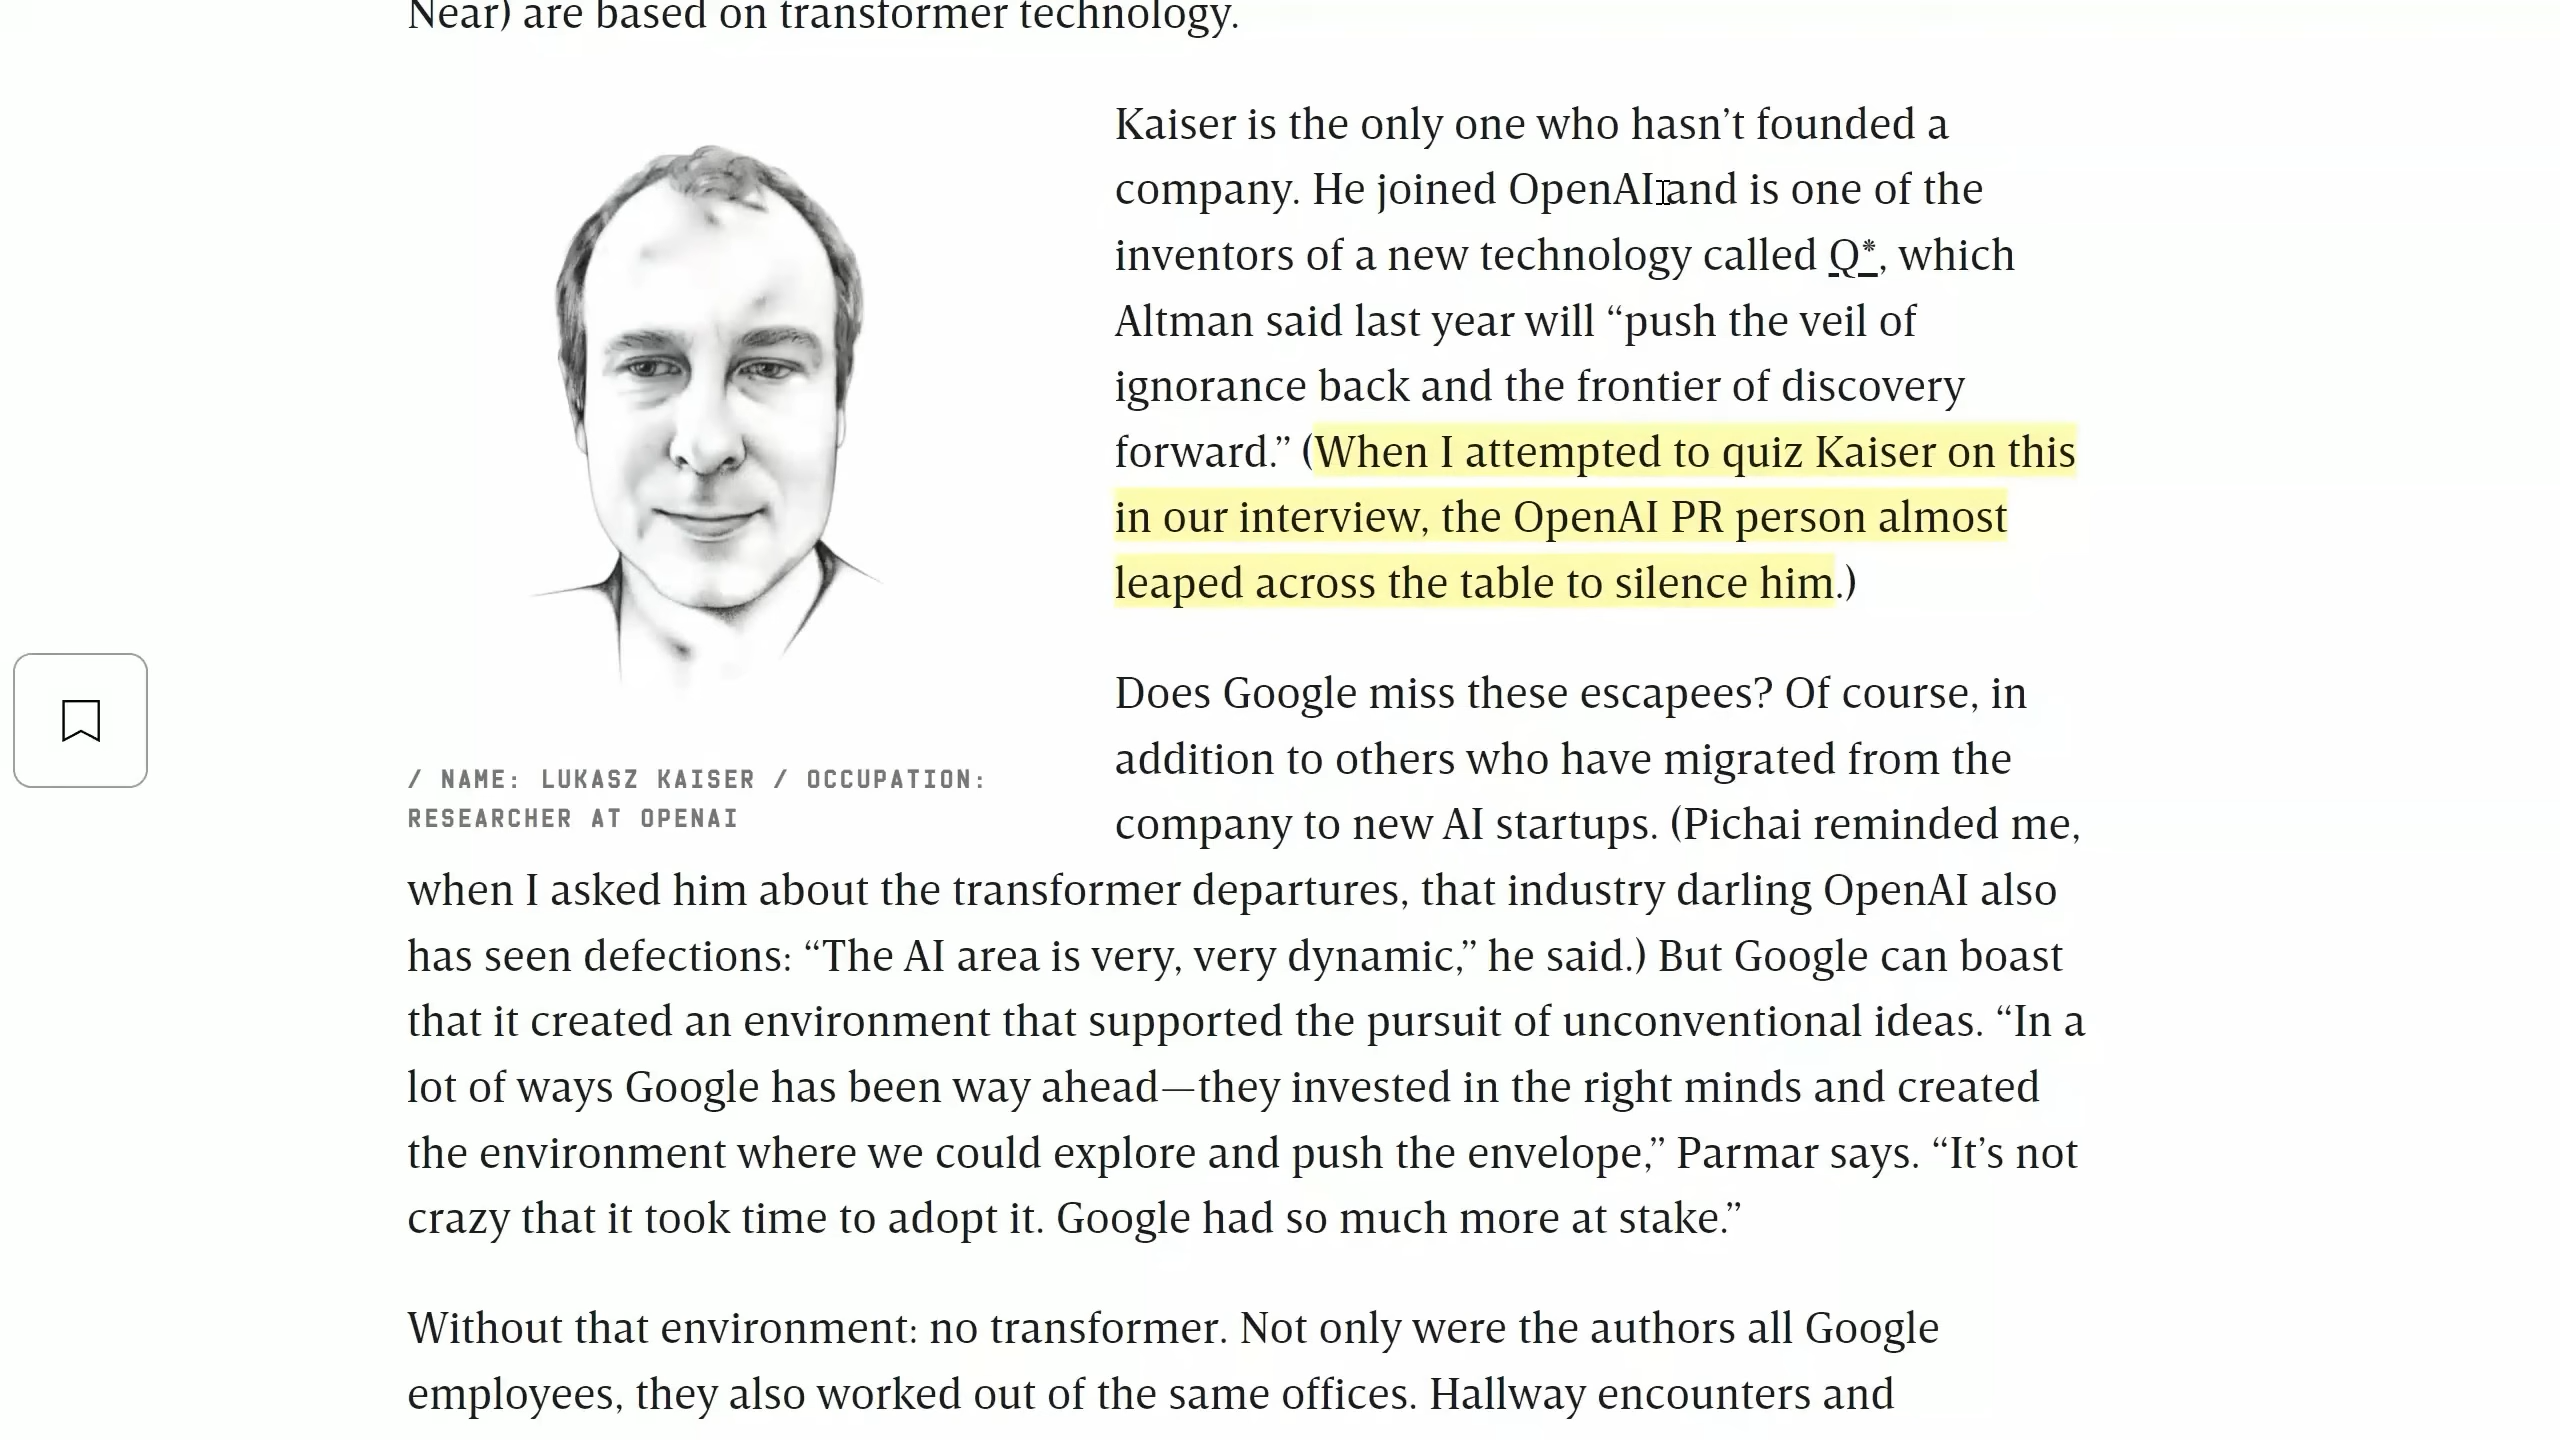 Near) are based on transformer technology.
Kaiser is the only one who hasn’t founded a
company. He joined OpenAI and is one of the
inventors of a new technology called Q*, which
Altman said last year will “push the veil of
ignorance back and the frontier of discovery
forward.” (When I attempted to quiz Kaiser on this
in our interview, the OpenAI PR person almost
leaped across the table to silence him.)
/ NAME: LUKASZ KAISER / OCCUPATION:
RESEARCHER AT OPENAI
Does Google miss these escapees? Of course, in
addition to others who have migrated from the
company to new AI startups. (Pichai reminded me,
when I asked him about the transformer departures, that industry darling OpenAI also
has seen defections: “The AI area is very, very dynamic,” he said.) But Google can boast
that it created an environment that supported the pursuit of unconventional ideas. “In a
lot of ways Google has been way ahead—they invested in the right minds and created
the environment where we could explore and push the envelope,” Parmar says. “It’s not
crazy that it took time to adopt it. Google had so much more at stake.”
Without that environment: no transformer. Not only were the authors all Google
employees, they also worked out of the same offices. Hallway encounters and